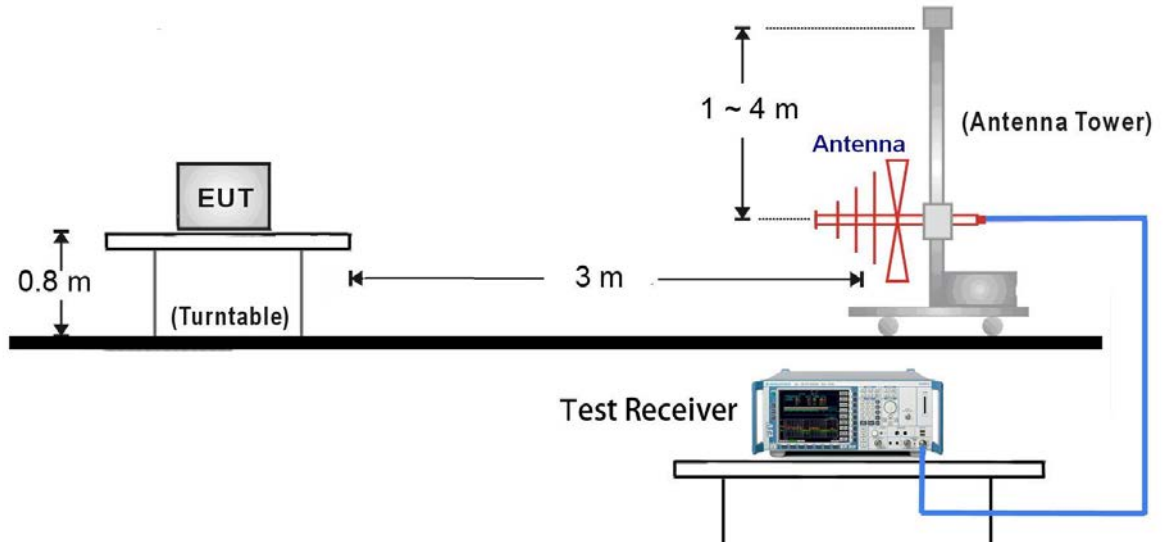 1 ~ 4 m
(Antenna Tower)
Antenna
EUT
0.8 m
3 m
(Turntable)
Test Receiver